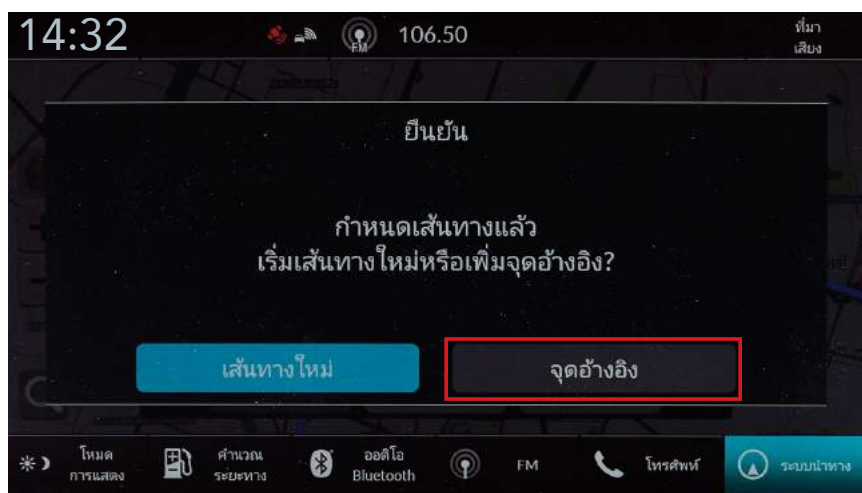 14:32
FM
106.50
ที่มา
เสียง
ยืนยัน
กำหนดเส้นทางแล้ว
เริ่มเส้นทางใหม่หรือเพิ่มจุดอ้างอิง?
เส้นทางใหม่
จุดอ้างอิง
โหมด
การแสดง
คำนวณ
ระยะทาง
ออดิโอ
Bluetooth
FM
โทรศัพท์
ระบบนำทาง